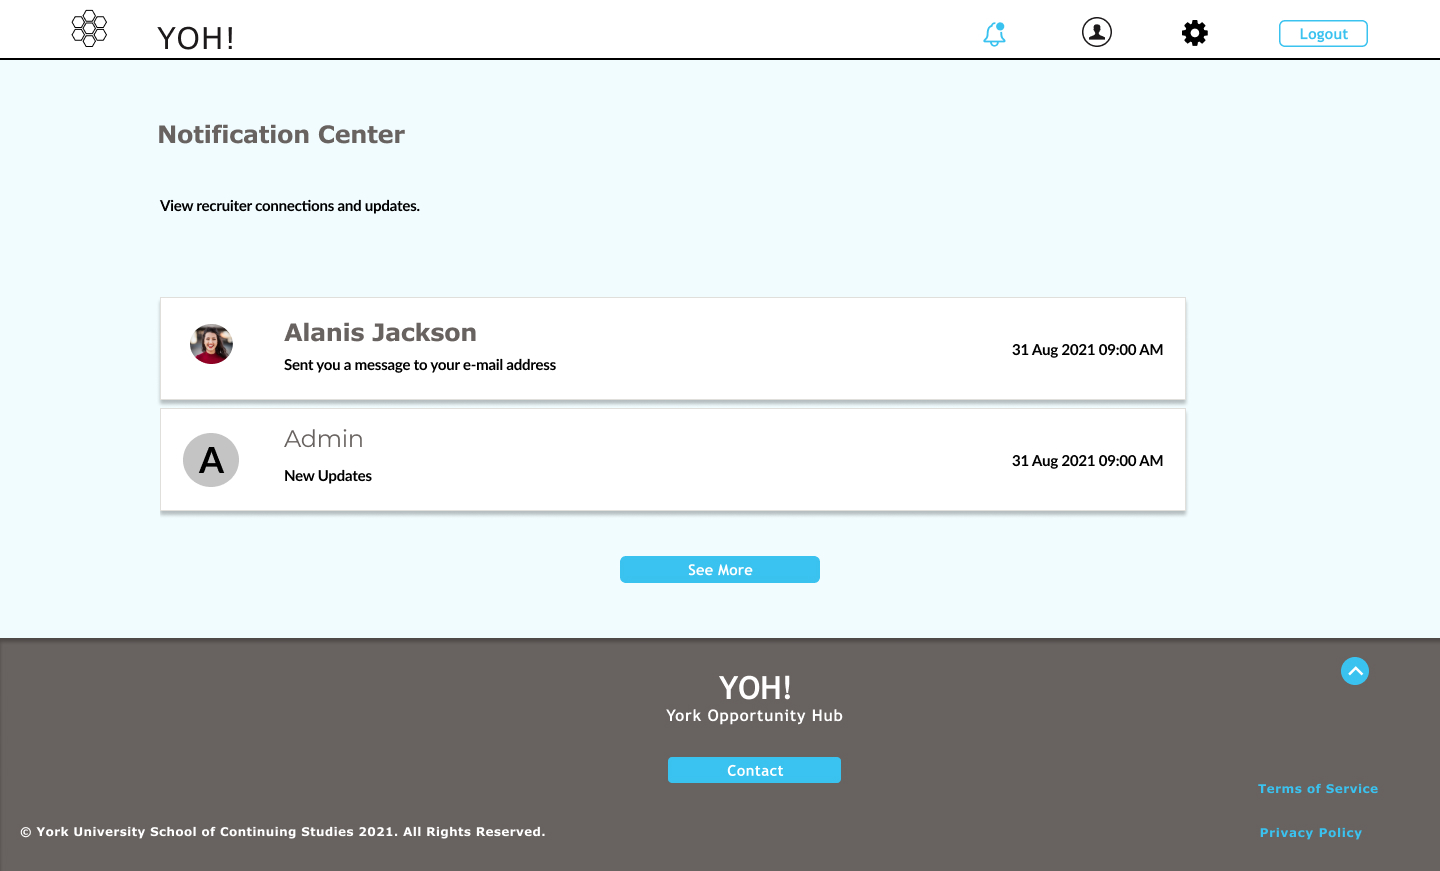 YOH!
Logout
Notification Center
View recruiter connections and updates.
Alanis Jackson
Sent you a message to your e-mail address
31 Aug 2021 09:00 AM
A
Admin
New Updates
31 Aug 2021 09:00 AM
See More
YOH!
York Opportunity Hub
Contact
Terms of Service
© York University School of Continuing Studies 2021. All Rights Reserved.
Privacy Policy